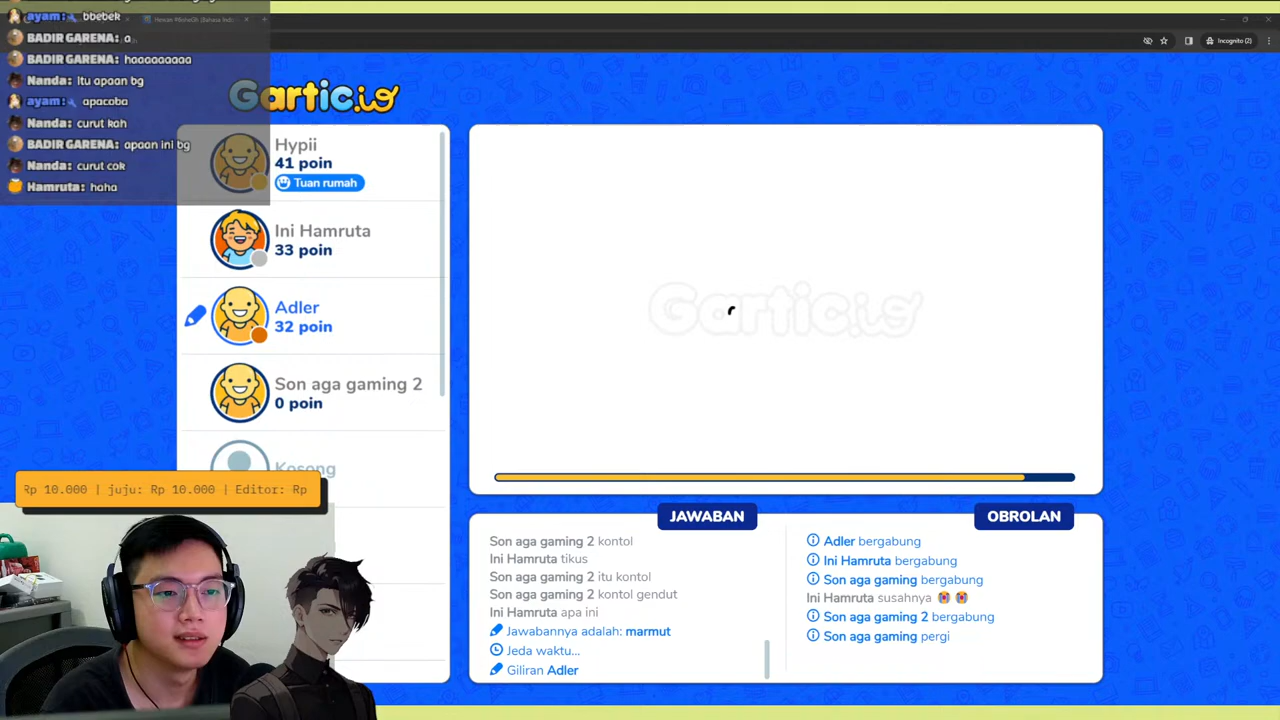 ayam: bbebek
BADIR GARENA: a
BADIR GARENA: haaaaaaaaa
Nanda: Itu apaan bg
ayam: apacoba
Nanda: curut kah
BADIR GARENA: apaan ini bg
Nanda: curut cok
Hamruta: haha
Incognito (2)
Gartic.io
Hypii
41 poin
Tuan rumah
Ini Hamruta
33 poin
Adler
32 poin
Son aga gaming 2
0 poin
Kosong
Gartic.io
Rp 10.000 | juju: Rp 10.000 | Editor: Rp
JAWABAN
Son aga gaming 2 kontol
Ini Hamruta tikus
Son aga gaming 2 itu kontol
Son aga gaming 2 kontol gendut
Ini Hamruta apa ini
Jawabannya adalah: marmut
Jeda waktu...
Giliran Adler
OBROLAN
Adler bergabung
Ini Hamruta bergabung
Son aga gaming bergabung
Ini Hamruta susahnya
Son aga gaming 2 bergabung
Son aga gaming pergi